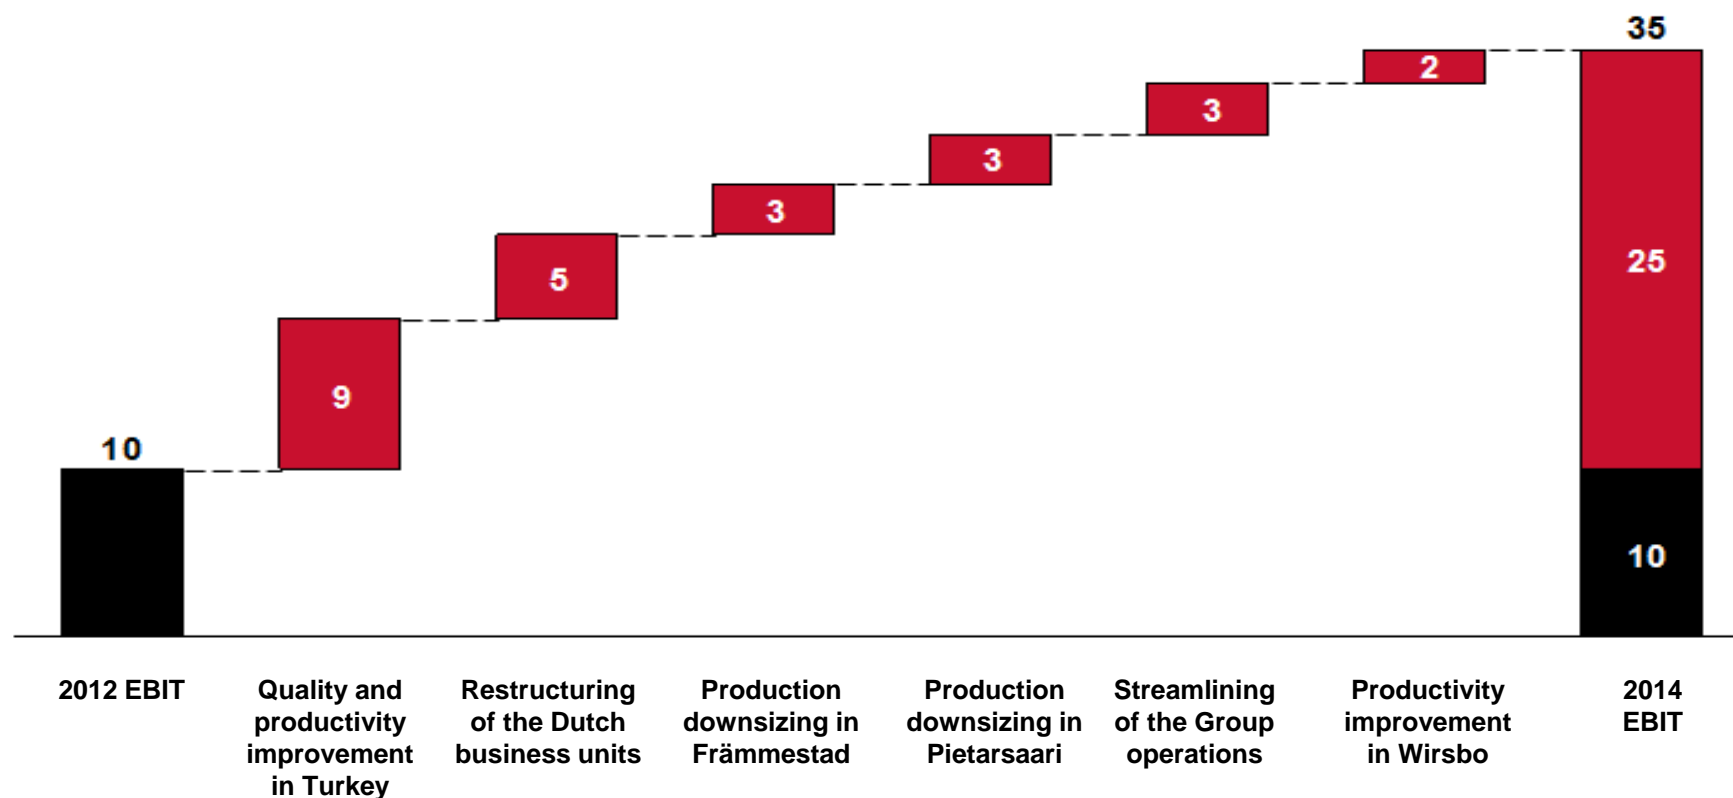 35
2
3
3
3
5
25
9
10
10
2012 EBIT
Quality and
productivity
improvement
in Turkey
Restructuring
of the Dutch
business units
Production
downsizing in
Främmestad
Production
downsizing in
Pietarsaari
Streamlining
of the Group
operations
Productivity
improvement
in Wirsbo
2014
EBIT